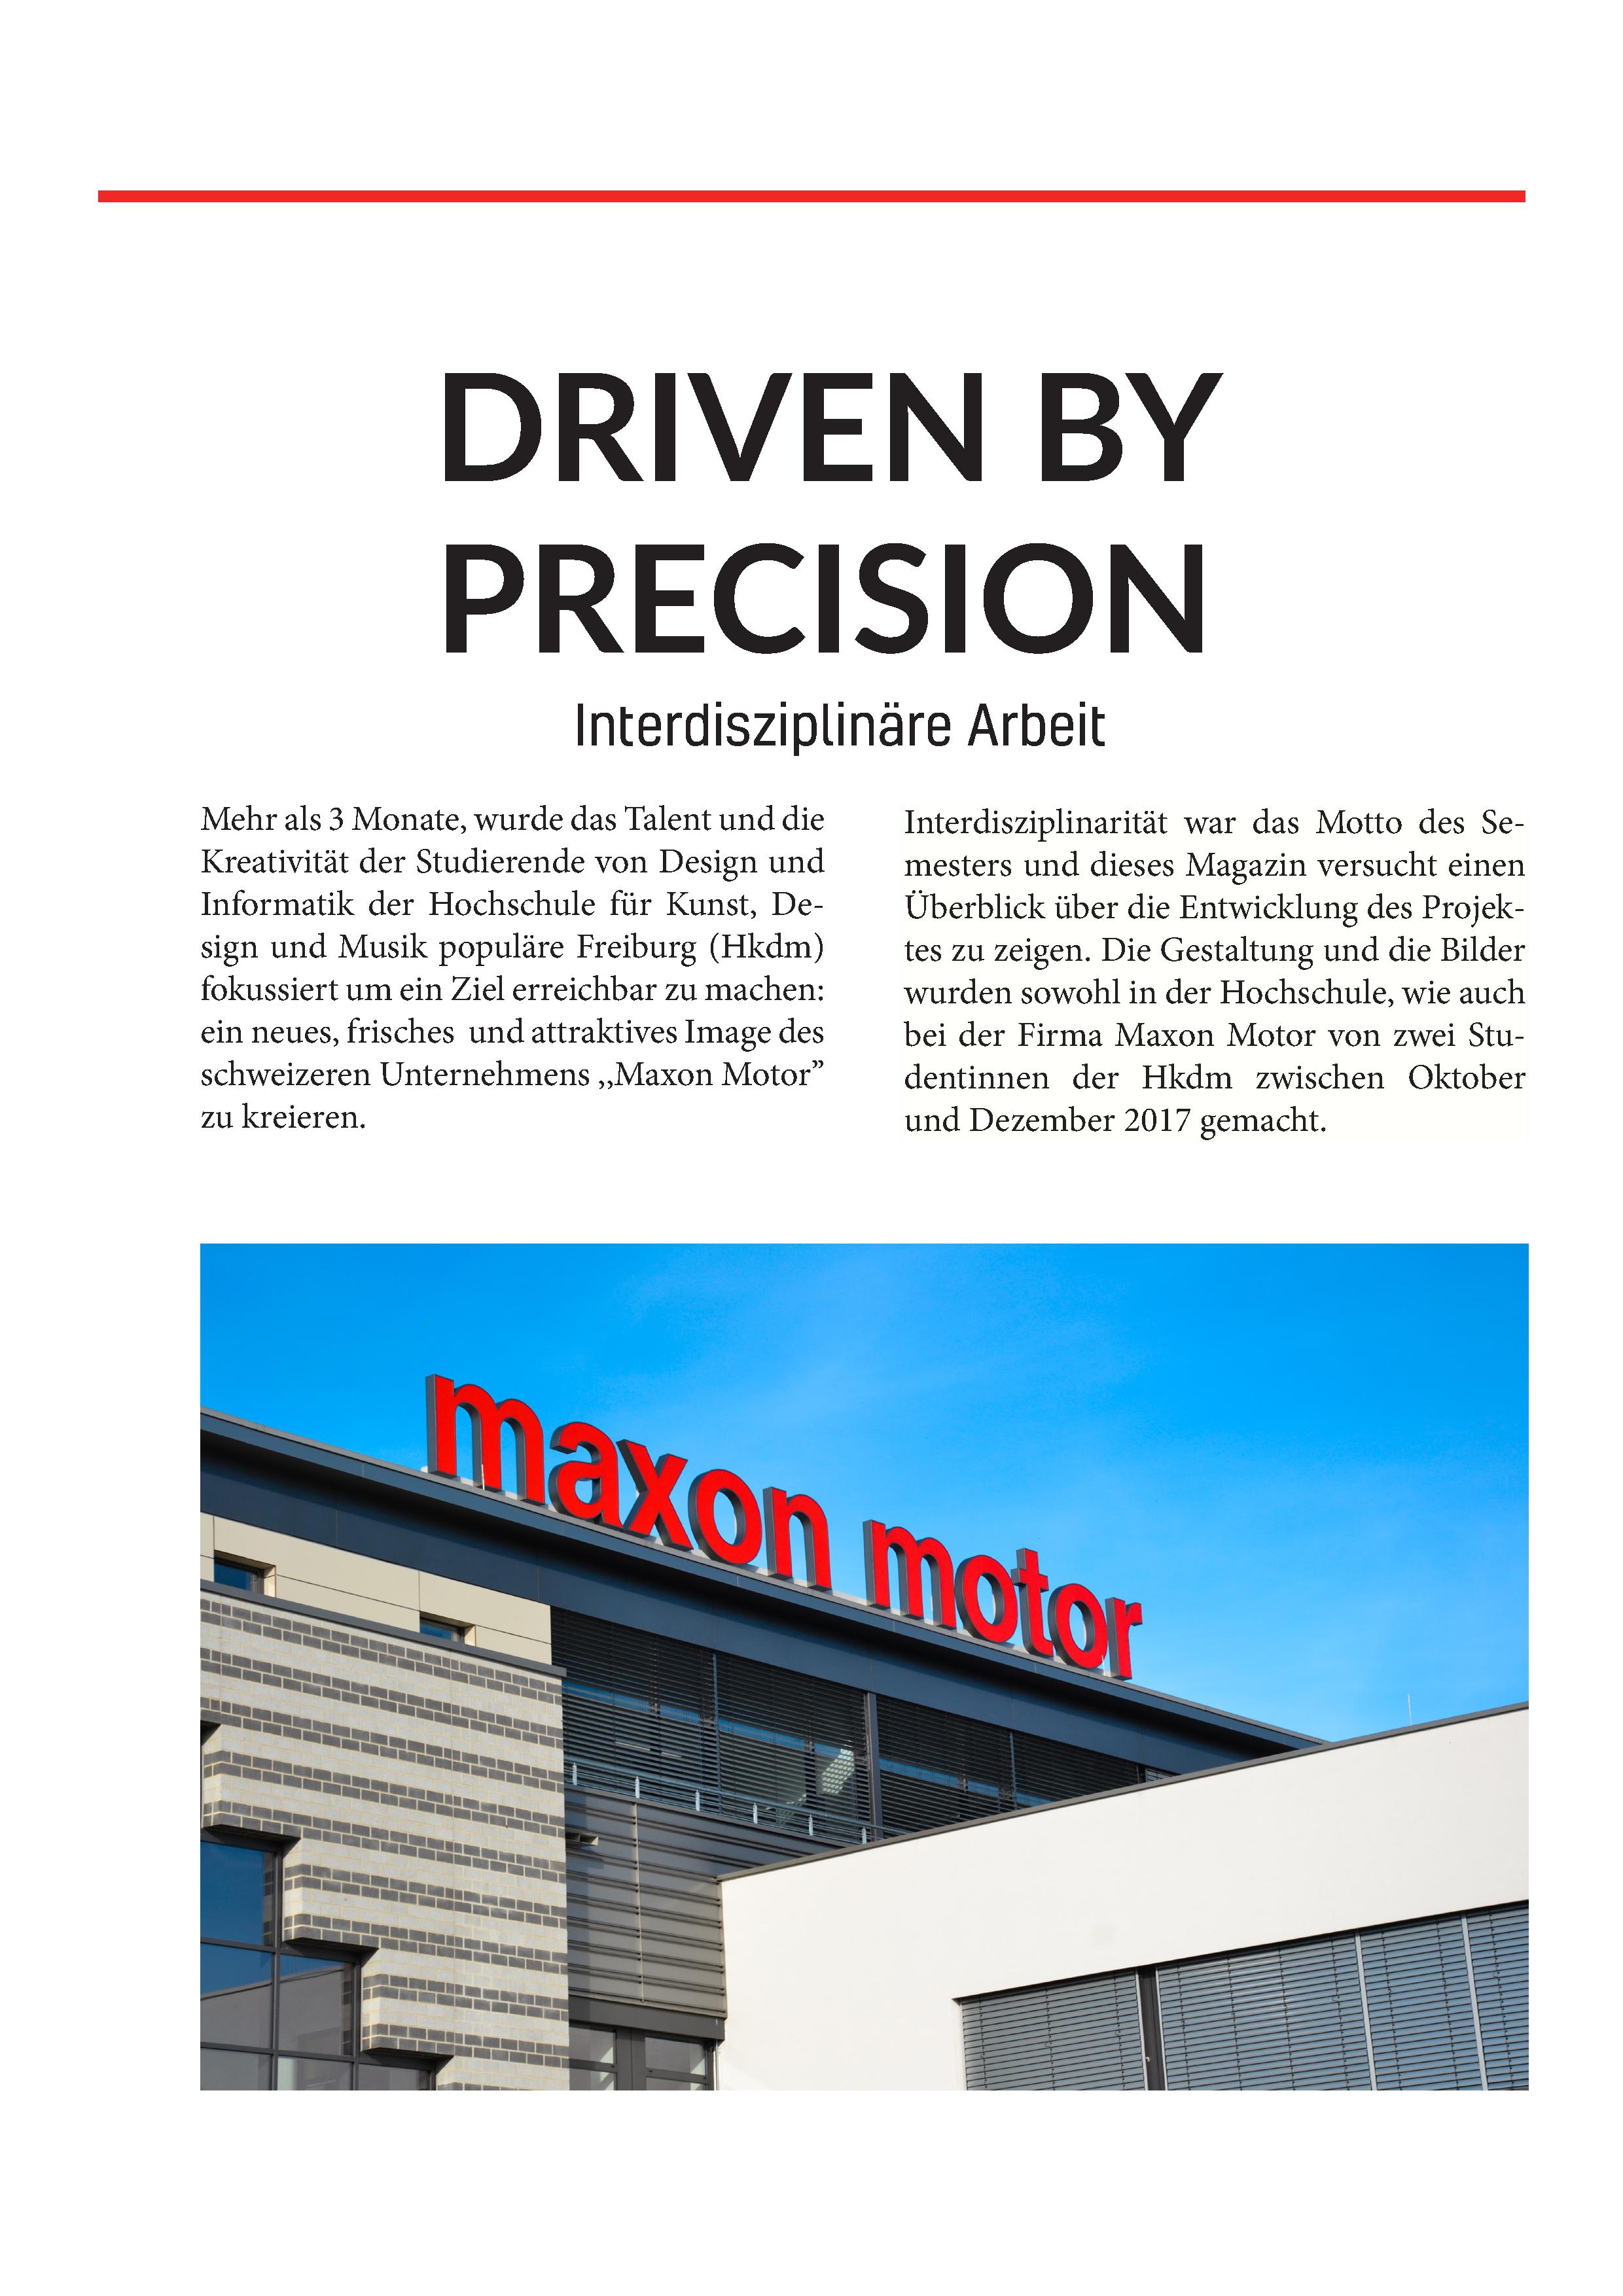 DRIVEN BY
PRECISION
Interdisziplinäre Arbeit
Mehr als 3 Monate, wurde das Talent und die
Kreativität der Studierende von Design und
Informatik der Hochschule für Kunst, De-
sign und Musik populäre Freiburg (Hkdm)
fokussiert um ein Ziel erreichbar zu machen:
ein neues, frisches  und attraktives Image des
schweizeren Unternehmens ,,Maxon Motor”
zu kreieren.
Interdisziplinarität war das Motto des Se-
mesters und dieses Magazin versucht einen
Überblick über die Entwicklung des Projek-
tes zu zeigen. Die Gestaltung und die Bilder
wurden sowohl in der Hochschule, wie auch
bei der Firma Maxon Motor von zwei Stu-
dentinnen der Hkdm zwischen Oktober
und Dezember 2017 gemacht.
maxon motor